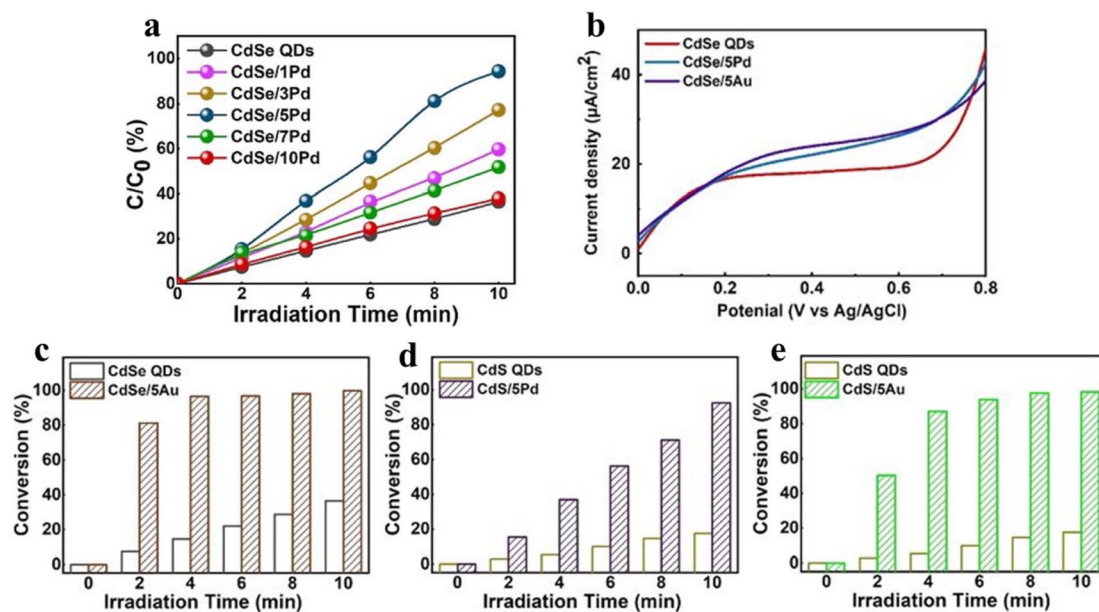 a
100
80
60
40
20
0
C/C₀ (%)
CdSe QDs
CdSe/1Pd
CdSe/3Pd
CdSe/5Pd
CdSe/7Pd
CdSe/10Pd
0 2 4 6 8 10
Irradiation Time (min)
b
40
20
0
Current density (μA/cm²)
CdSe QDs
CdSe/5Pd
CdSe/5Au
0.0 0.2 0.4 0.6 0.8
Potenial (V vs Ag/AgCl)
c
100
80
60
40
20
0
Conversion (%)
CdSe QDs
CdSe/5Au
0 2 4 6 8 10
Irradiation Time (min)
d
100
80
60
40
20
0
Conversion (%)
CdS QDs
CdS/5Pd
0 2 4 6 8 10
Irradiation Time (min)
e
100
80
60
40
20
0
Conversion (%)
CdS QDs
CdS/5Au
0 2 4 6 8 10
Irradiation Time (min)